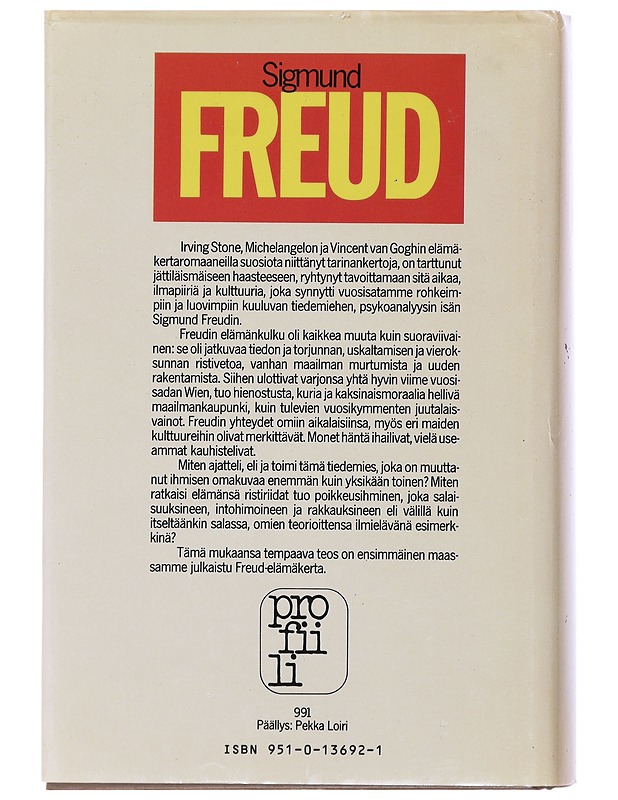 Sigmund
FREUD
Irving Stone, Michelangelon ja Vincent van Goghin elämä-
kertaromaaneilla suosiota niittänyt tarinankertoja, on tarttunut
jättiläismäiseen haasteeseen, ryhtynyt tavoittamaan sitä aikaa,
ilmapiiriä ja kulttuuria, joka synnytti vuosisatamme rohkeim-
piin ja luovimpiin kuuluvan tiedemiehen, psykoanalyysin isän
Sigmund Freudin.
Freudin elämänkulku oli kaikkea muuta kuin suoraviivai-
nen: se oli jatkuvaa tiedon ja torjunnan, uskaltamisen ja vierok-
sunnan ristivetoa, vanhan maailman murtumista ja uuden
rakentamista. Siihen ulottivat varjonsa yhtä hyvin viime vuosi-
sadan Wien, tuo hienostusta, kuria ja kaksinaismoraalia hellivä
maailmankaupunki, kuin tulevien vuosikymmenten juutalais-
vainot. Freudin yhteydet omiin aikalaisiinsa, myös eri maiden
kulttuureihin olivat merkittävät. Monet häntä ihailivat, vielä use-
ammat kauhistelivat.
Miten ajatteli, eli ja toimi tämä tiedemies, joka on muutta-
nut ihmisen omakuvaa enemmän kuin yksikään toinen? Miten
ratkaisi elämänsä ristiriidat tuo poikkeusihminen, joka salai-
suuksineen, intohimoineen ja rakkauksineen eli välillä kuin
itseltäänkin salassa, omien teorioittensa ilmielävänä esimerk-
kinä?
Tämä mukaansa tempaava teos on ensimmäinen maas-
samme julkaistu Freud-elämäkerta.
pro
fii
li
991
Päällys: Pekka Loiri
ISBN 951-0-13692-1